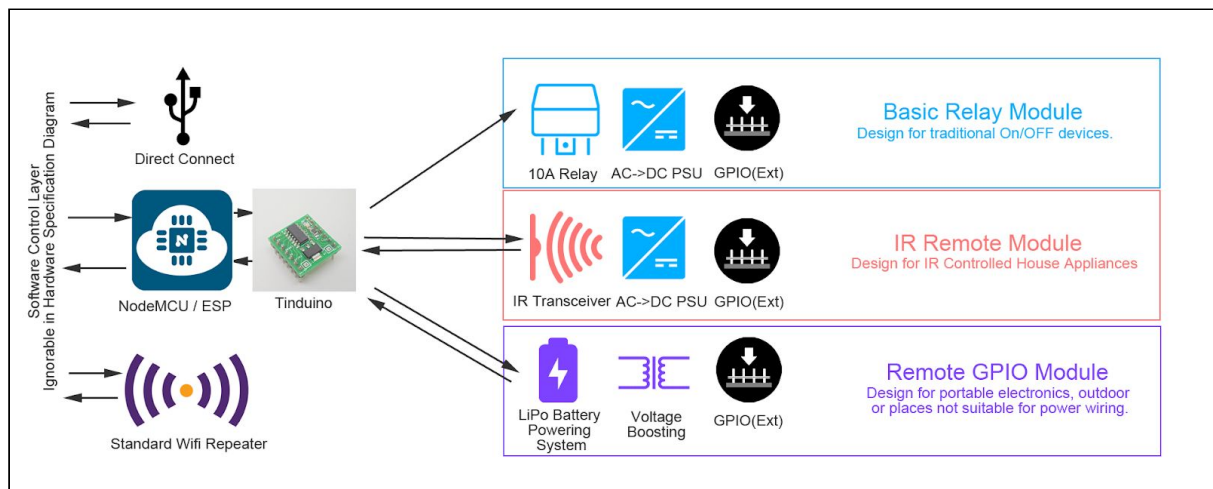 Software Control Layer
Ignorable in Hardware Specification Diagram
Direct Connect
NodeMCU / ESP
Tinduino
Standard Wifi Repeater
10A Relay
AC->DC PSU
GPIO(Ext)
Basic Relay Module
Design for traditional On/OFF devices.
IR Transceiver
AC->DC PSU
GPIO(Ext)
IR Remote Module
Design for IR Controlled House Appliances
LiPo Battery
Powering
System
Voltage
Boosting
GPIO(Ext)
Remote GPIO Module
Design for portable electronics, outdoor
or places not suitable for power wiring.